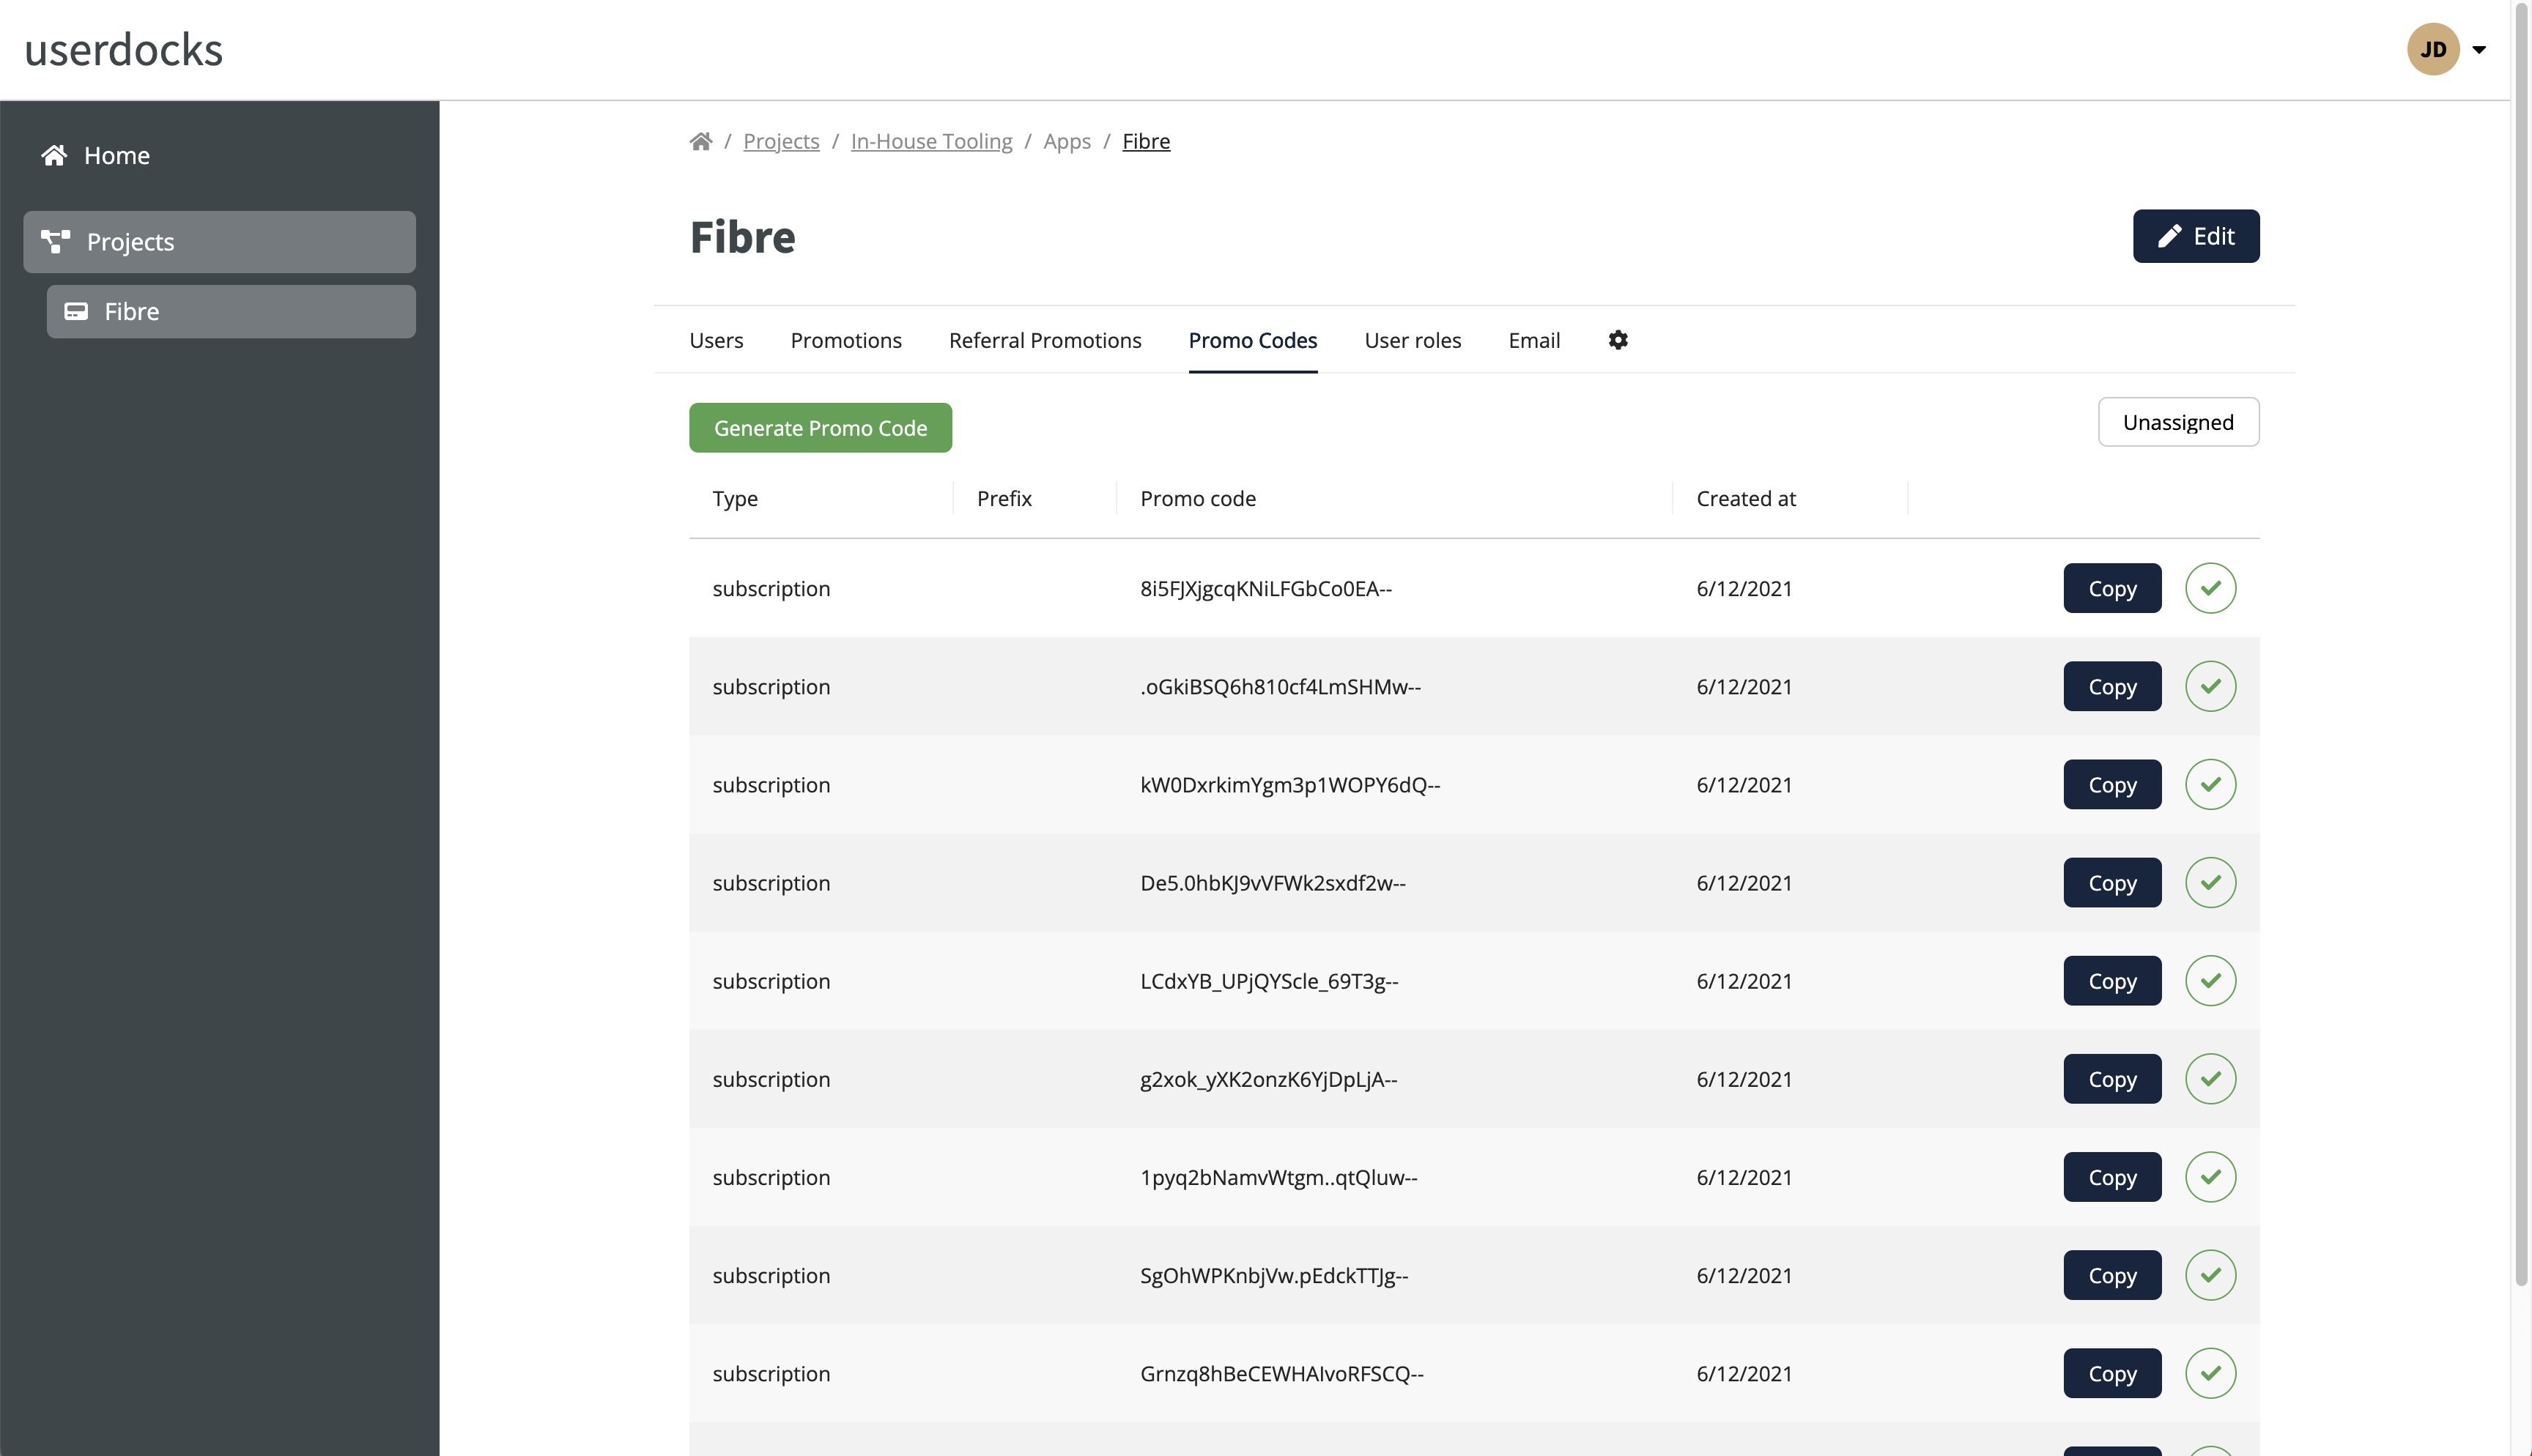 userdocks
JD
Home
Projects
Fibre
/ Projects / In-House Tooling / Apps / Fibre
Fibre
Edit
Users Promotions Referral Promotions Promo Codes User roles Email
Generate Promo Code
Unassigned
Type Prefix Promo code Created at
subscription 8i5FJXjgcqKNiLFGbCo0EA-- 6/12/2021 Copy
subscription .oGkiBSQ6h810cf4LmSHMw-- 6/12/2021 Copy
subscription kW0DxrkimYgm3p1WOPY6dQ-- 6/12/2021 Copy
subscription De5.0hbKJ9vVFWk2sxdf2w-- 6/12/2021 Copy
subscription LCdxYB_UPjQYScle_69T3g-- 6/12/2021 Copy
subscription g2xok_yXK2onzK6YjDpLjA-- 6/12/2021 Copy
subscription 1pyq2bNamvWtgm..qtQluw-- 6/12/2021 Copy
subscription SgOhWPKnbjVw.pEdckTTJg-- 6/12/2021 Copy
subscription Grnzq8hBeCEWHAIvoRFSCQ-- 6/12/2021 Copy